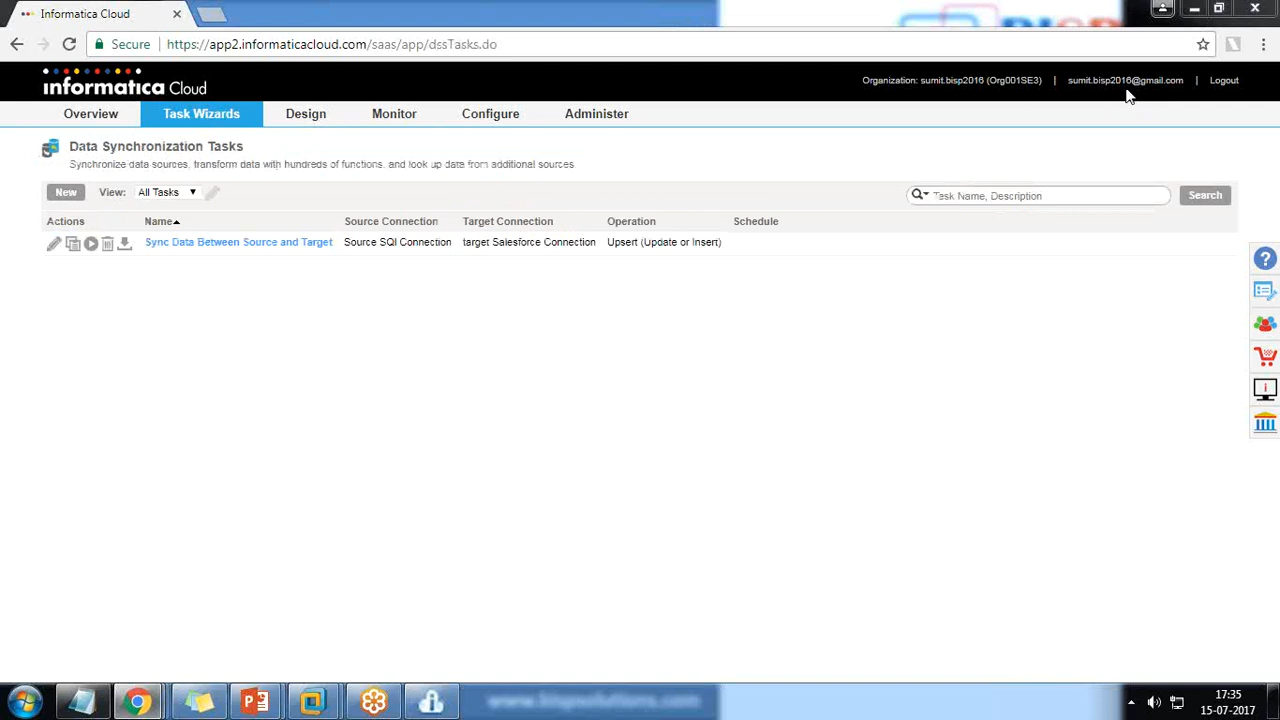 Informatica Cloud
Secure
https://app2.informaticacloud.com/saas/app/dssTasks.do
informatica Cloud
Organization: sumit.bisp2016 (Org001SE3) | sumit.bisp2016@gmail.com | Logout
Overview Task Wizards Design Monitor Configure Administer
Data Synchronization Tasks
Synchronize data sources, transform data with hundreds of functions, and look up data from additional sources
New View: All Tasks Task Name, Description Search
Actions Name Source Connection Target Connection Operation Schedule
Sync Data Between Source and Target Source SQl Connection target Salesforce Connection Upsert (Update or Insert)
www.bispsolutions.com
17:35
15-07-2017